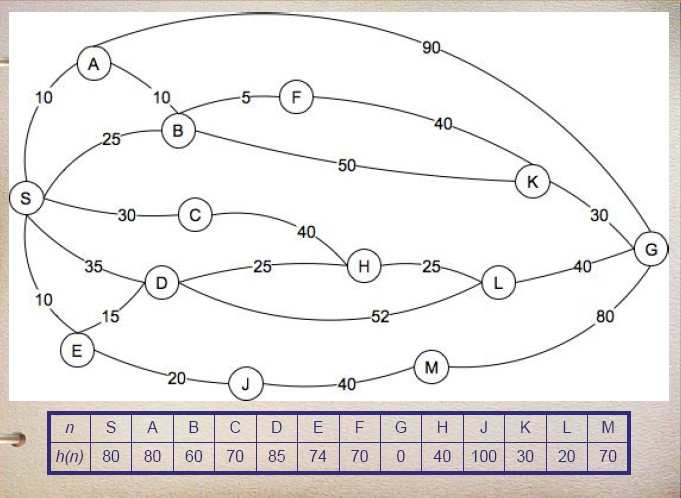 90
A
10
10
5
F
B
40
25
50
K
S
30
C
30
40
G
35
25
H
25
40
D
L
10
15
52
80
E
20
J
40
M
n S A B C D E F G H J K L M
h(n) 80 80 60 70 85 74 70 0 40 100 30 20 70